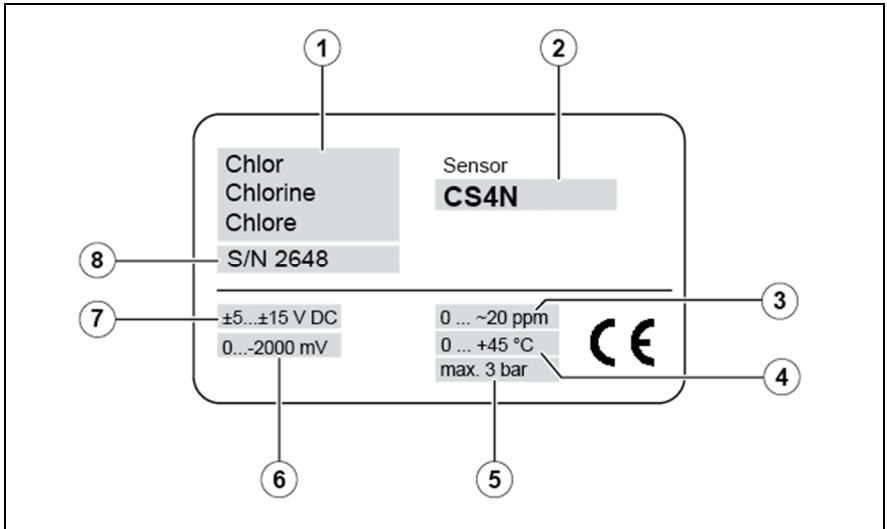 1
2
Chlor
Chlorine
Chlore
Sensor
CS4N
8
S/N 2648
7
±5...±15 V DC
0...-2000 mV
0 ... ~20 ppm
3
0 ... +45 °C
max. 3 bar
CE
4
6
5